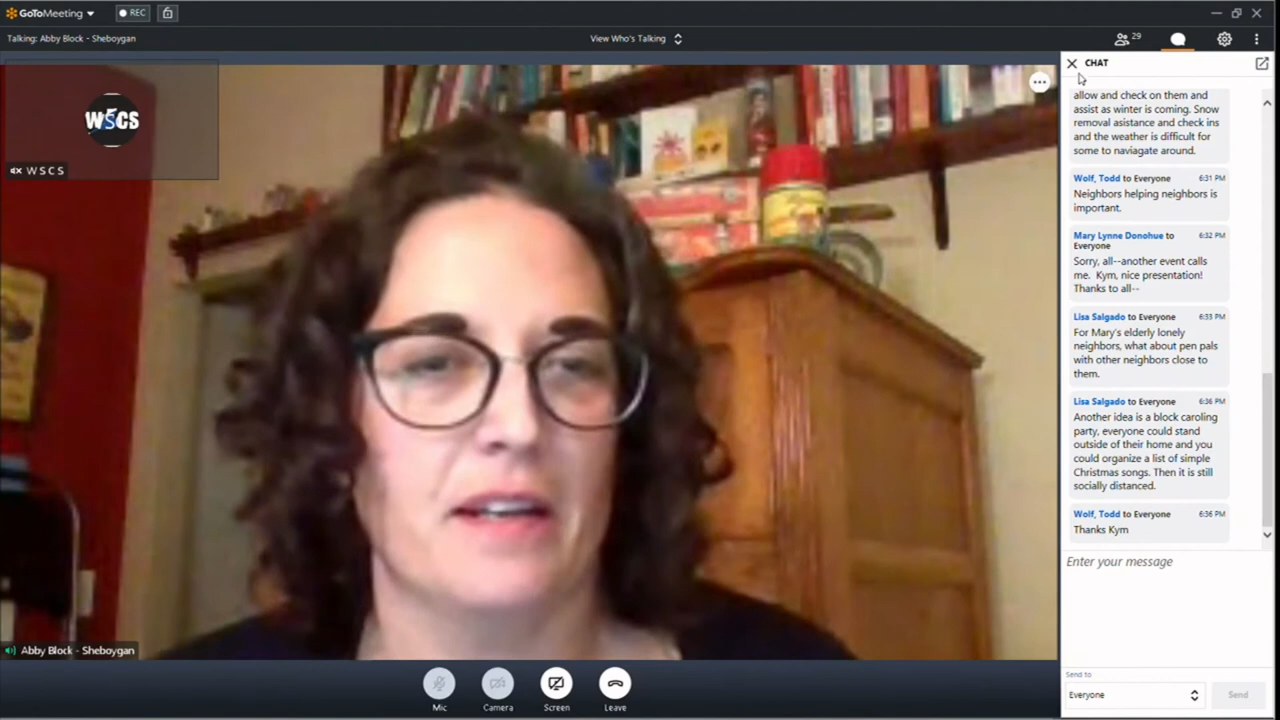 GoToMeeting
REC
Talking: Abby Block - Sheboygan
View Who's Talking
29
CHAT
WSCS
WSCS
allow and check on them and
assist as winter is coming. Snow
removal asistance and check ins
and the weather is difficult for
some to naviagate around.
Wolf, Todd to Everyone 6:31 PM
Neighbors helping neighbors is
important.
Mary Lynne Donohue to
Everyone 6:32 PM
Sorry, all--another event calls
me. Kym, nice presentation!
Thanks to all--
Lisa Salgado to Everyone 6:33 PM
For Mary's elderly lonely
neighbors, what about pen pals
with other neighbors close to
them.
Lisa Salgado to Everyone 6:36 PM
Another idea is a block caroling
party, everyone could stand
outside of their home and you
could organize a list of simple
Christmas songs. Then it is still
socially distanced.
Wolf, Todd to Everyone 6:36 PM
Thanks Kym
Enter your message
Abby Block - Sheboygan
Mic
Camera
Screen
Leave
Send to
Everyone
Send